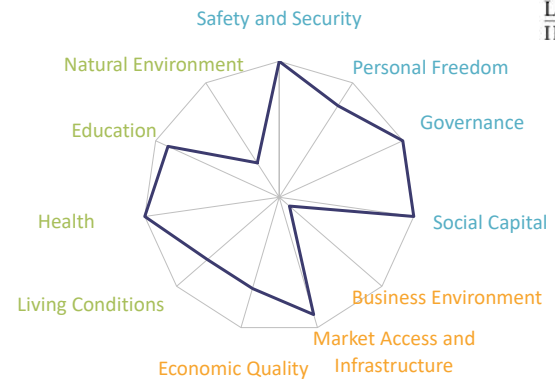 Safety and Security
Natural Environment
Personal Freedom
Education
Governance
Health
Social Capital
Living Conditions
Business Environment
Market Access and
Infrastructure
Economic Quality